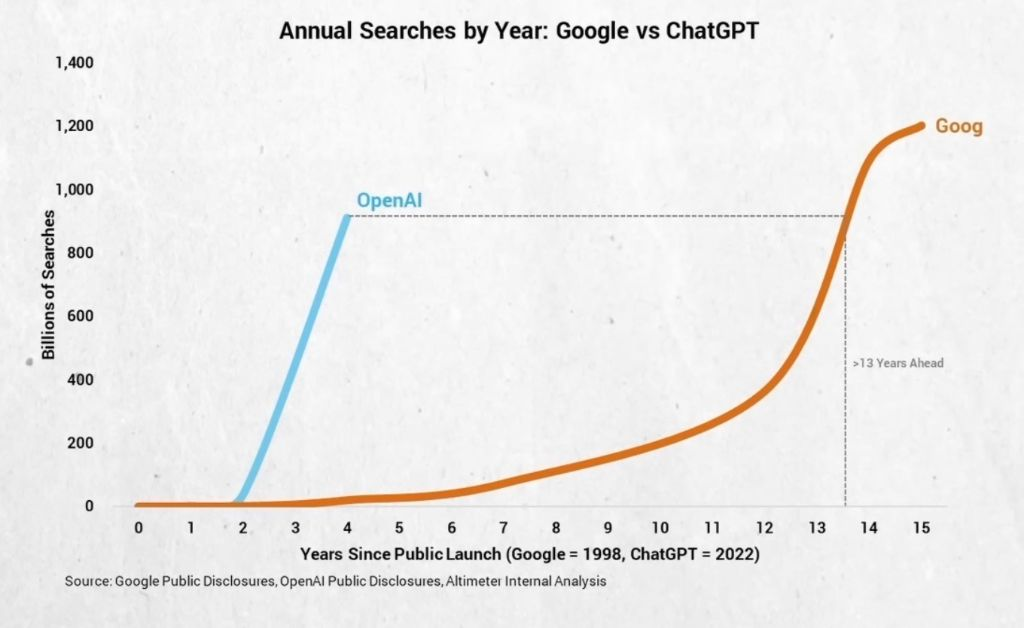 Annual Searches by Year: Google vs ChatGPT
1,400
1,200
1,000
800
600
400
200
0
Billions of Searches
OpenAI
Goog
>13 Years Ahead
0 1 2 3 4 5 6 7 8 9 10 11 12 13 14 15
Years Since Public Launch (Google = 1998, ChatGPT = 2022)
Source: Google Public Disclosures, OpenAI Public Disclosures, Altimeter Internal Analysis